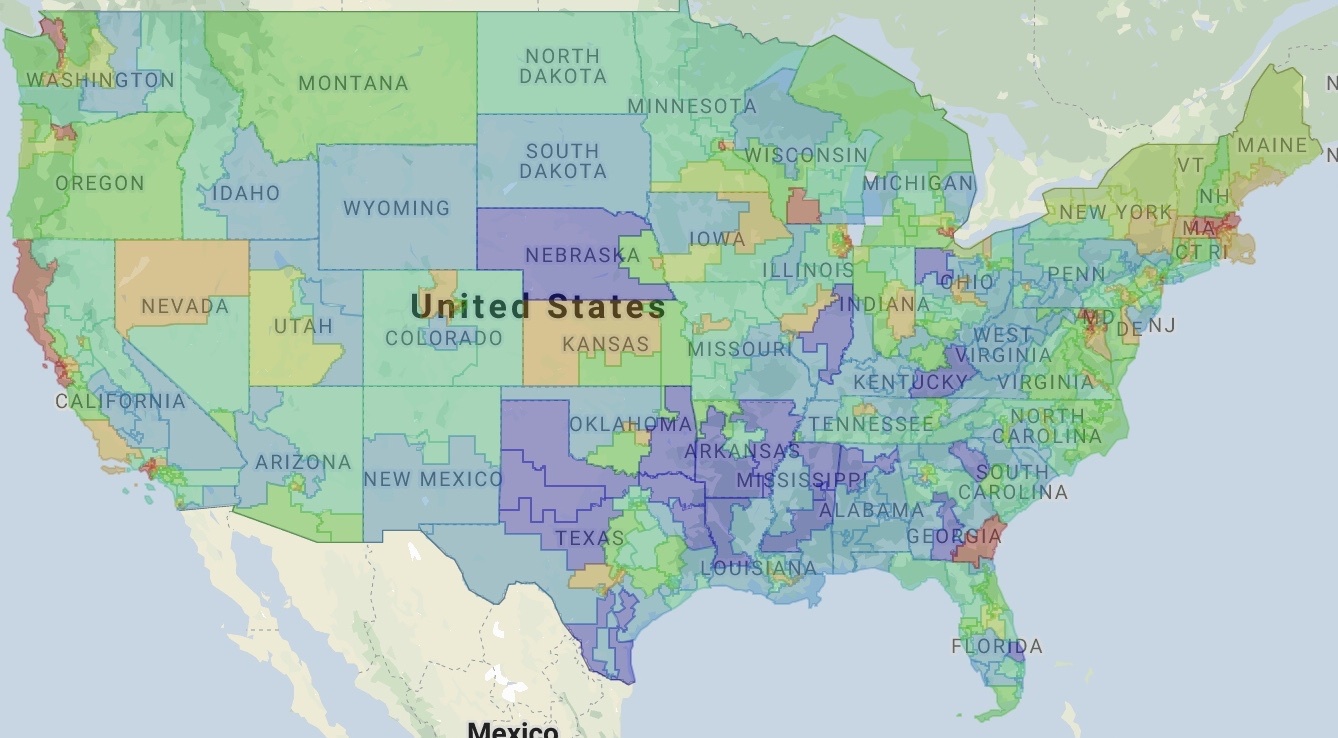 WASHINGTON
MONTANA
NORTH
DAKOTA
MINNESOTA
OREGON
IDAHO
WYOMING
SOUTH
DAKOTA
WISCONSIN
MICHIGAN
MAINE
VT
NH
NEW YORK
MA
CT RI
N
N
NEBRASKA
IOWA
ILLINOIS
INDIANA
OHIO
PENN
NEVADA
UTAH
United States
COLORADO
KANSAS
MISSOURI
WEST
VIRGINIA
MD
DE
NJ
KENTUCKY
VIRGINIA
CALIFORNIA
ARIZONA
NEW MEXICO
OKLAHOMA
ARKANSAS
TENNESSEE
NORTH
CAROLINA
SOUTH
CAROLINA
MISSISSIPPI
ALABAMA
GEORGIA
TEXAS
LOUISIANA
FLORIDA
Mexico